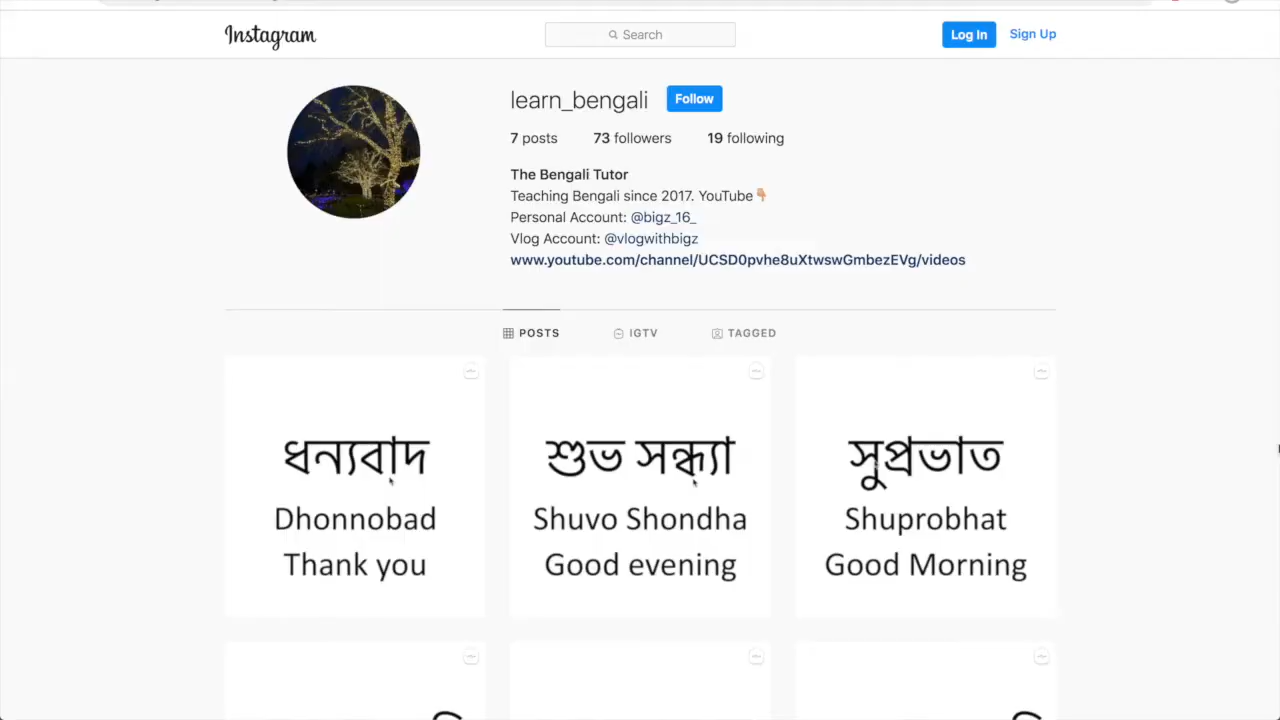 Instagram
Search
Log In
Sign Up
learn_bengali
Follow
7 posts
73 followers
19 following
The Bengali Tutor
Teaching Bengali since 2017. YouTube👇🏼
Personal Account: @bigz_16_
Vlog Account: @vlogwithbigz
www.youtube.com/channel/UCSD0pvhe8uXtwswGmbezEVg/videos
POSTS
IGTV
TAGGED
ধন্যবাদ
Dhonnobad
Thank you
শুভ সন্ধ্যা
Shuvo Shondha
Good evening
সুপ্রভাত
Shuprobhat
Good Morning